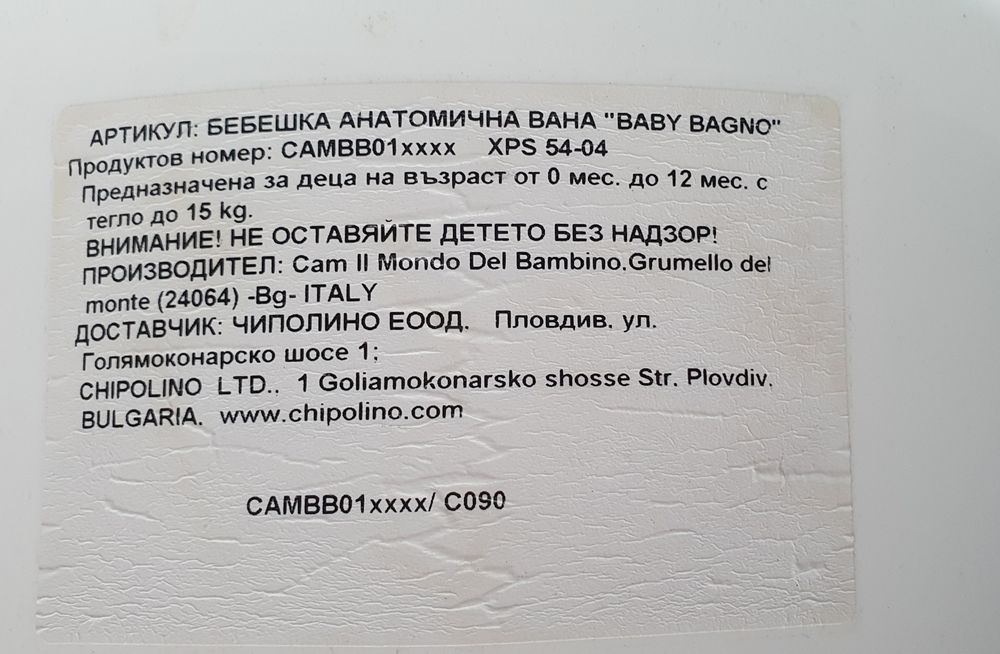 АРТИКУЛ: БЕБЕШКА АНАТОМИЧНА ВАНА "BABY BAGNO"
Продуктов номер: CAMBB01xxxx XPS 54-04
Предназначена за деца на възраст от 0 мес. до 12 мес. с
тегло до 15 kg.
ВНИМАНИЕ! НЕ ОСТАВЯЙТЕ ДЕТЕТО БЕЗ НАДЗОР!
ПРОИЗВОДИТЕЛ: Cam Il Mondo Del Bambino.Grumello del
monte (24064) -Bg- ITALY
ДОСТАВЧИК: ЧИПОЛИНО ЕООД. Пловдив. ул.
Голямоконарско шосе 1;
CHIPOLINO LTD.. 1 Goliamokonarsko shosse Str. Plovdiv.
BULGARIA. www.chipolino.com
CAMBB01xxxx/ C090